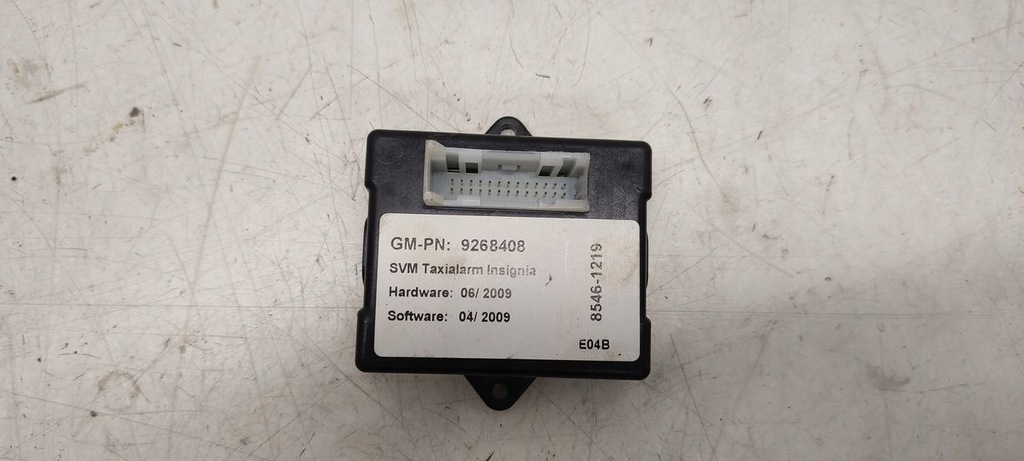 GM-PN: 9268408
SVM Taxialarm Insignia
Hardware: 06/ 2009
Software: 04/ 2009
8546-1219
E04B